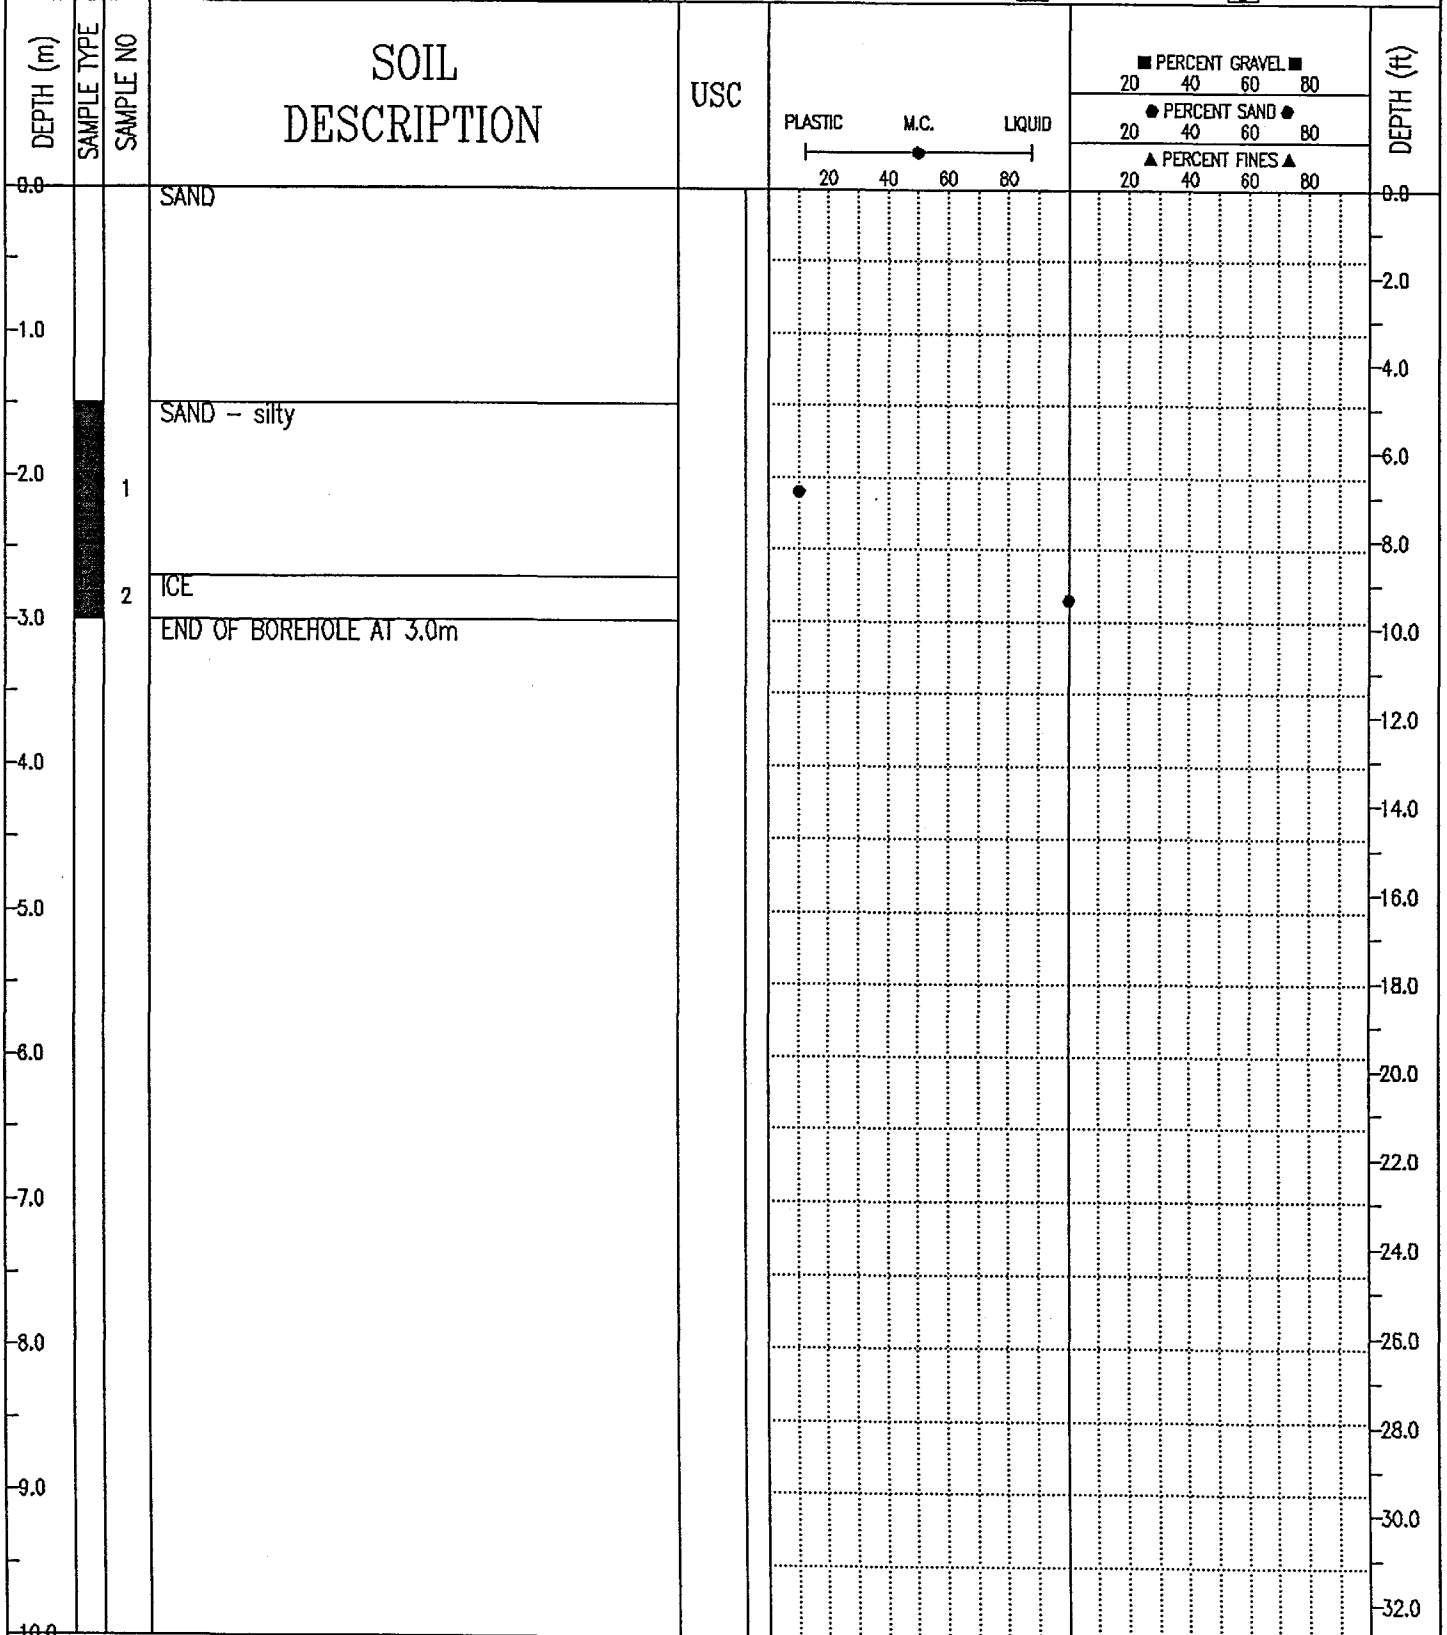 DEPTH (m)
SAMPLE TYPE
SAMPLE NO
SOIL
DESCRIPTION
USC
PLASTIC M.C. LIQUID
20 40 60 80
■ PERCENT GRAVEL ■
20 40 60 80
● PERCENT SAND ●
20 40 60 80
▲ PERCENT FINES ▲
20 40 60 80
DEPTH (ft)
0.0
SAND
0.0
2.0
1.0
4.0
SAND - silty
6.0
2.0
1
8.0
ICE
2
3.0
END OF BOREHOLE AT 3.0m
10.0
12.0
4.0
14.0
16.0
5.0
18.0
6.0
20.0
22.0
7.0
24.0
8.0
26.0
28.0
9.0
30.0
32.0
10.0